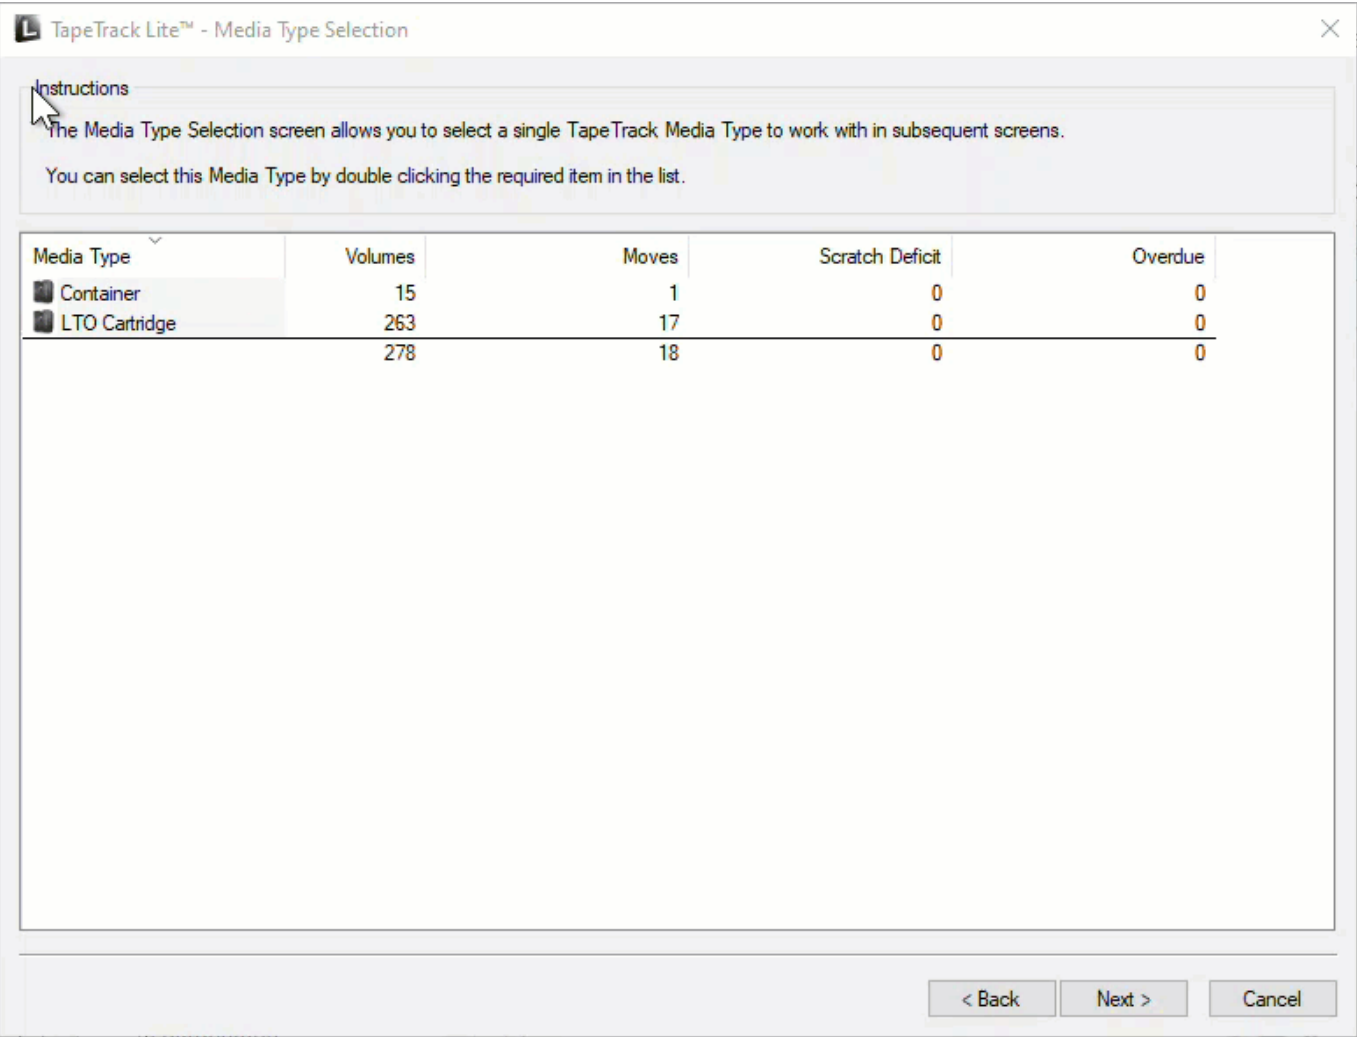 TapeTrack Lite™ - Media Type Selection
Instructions
The Media Type Selection screen allows you to select a single TapeTrack Media Type to work with in subsequent screens.
You can select this Media Type by double clicking the required item in the list.
Media Type Volumes Moves Scratch Deficit Overdue
Container 15 1 0 0
LTO Cartridge 263 17 0 0
278 18 0 0
< Back Next > Cancel